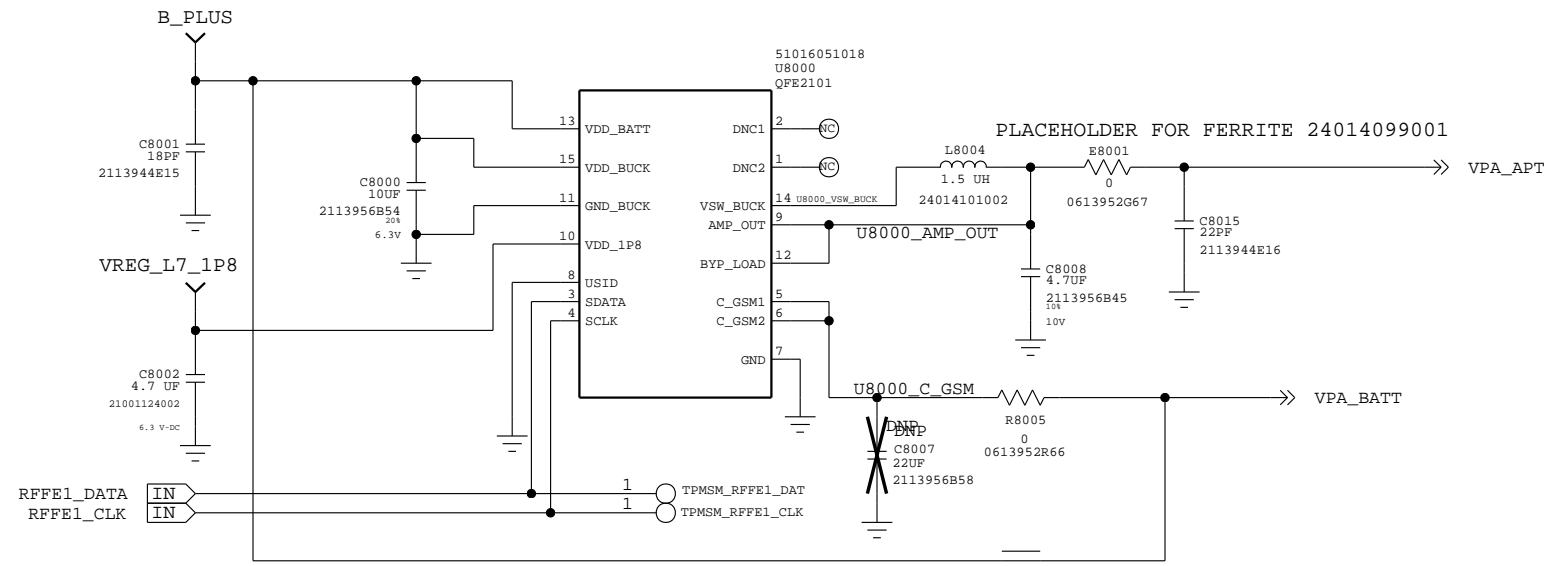 B_PLUS
51016051018
U8000
QFE2101
C8001
18PF
2113944E15
C8000
10UF
2113956B54
20%
6.3V
VREG_L7_1P8
C8002
4.7 UF
21001124002
6.3 V-DC
13 VDD_BATT
15 VDD_BUCK
11 GND_BUCK
10 VDD_1P8
8 USID
3 SDATA
4 SCLK
DNC1 2 NC
DNC2 1 NC
VSW_BUCK 14 U8000_VSW_BUCK
AMP_OUT 9 U8000_AMP_OUT
BYP_LOAD 12
C_GSM1 5
C_GSM2 6
GND 7
PLACEHOLDER FOR FERRITE 24014099001
L8004
1.5 UH
24014101002
E8001
0
0613952G67
VPA_APT
C8015
22PF
2113944E16
C8008
4.7UF
2113956B45
10%
10V
U8000_C_GSM
R8005
0
0613952R66
VPA_BATT
DNP
DNP
C8007
22UF
2113956B58
RFFE1_DATA IN 1 TPMSM_RFFE1_DAT
RFFE1_CLK IN 1 TPMSM_RFFE1_CLK